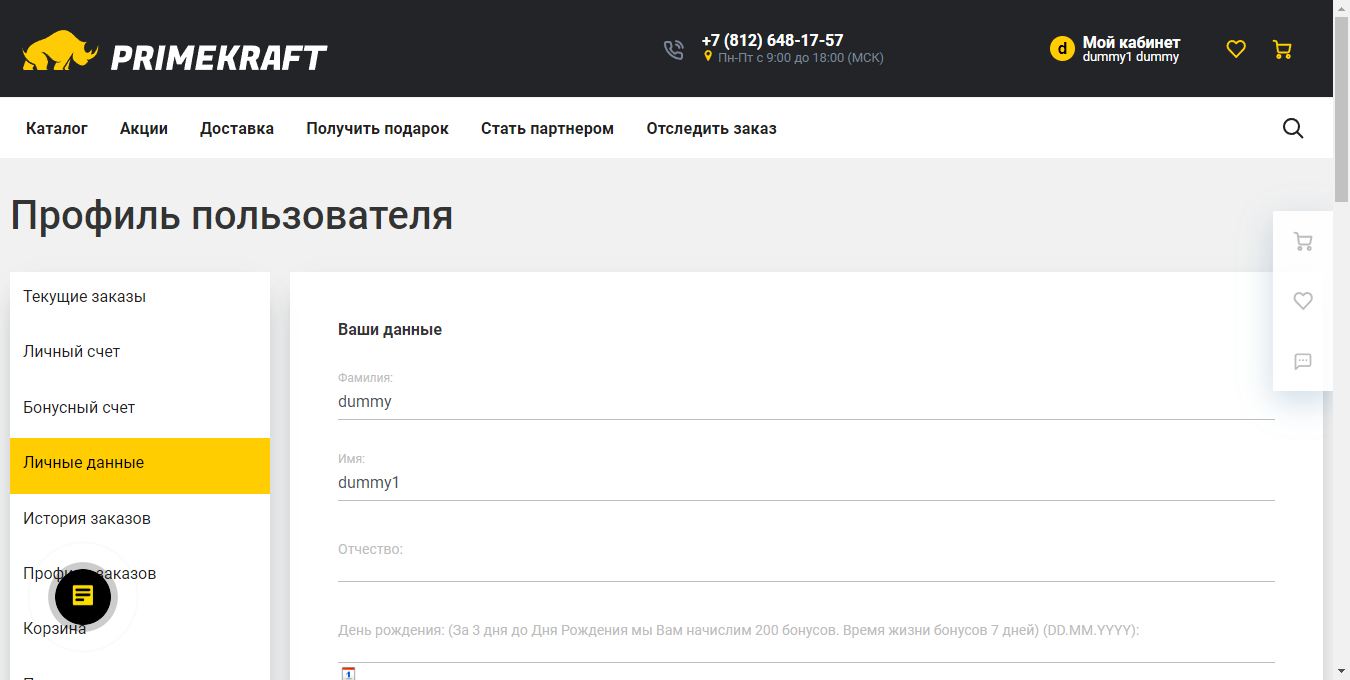 PRIMEKRAFT
+7 (812) 648-17-57
Пн-Пт с 9:00 до 18:00 (МСК)
d
Мой кабинет
dummy1 dummy
Каталог
Акции
Доставка
Получить подарок
Стать партнером
Отследить заказ
Профиль пользователя
Текущие заказы
Личный счет
Бонусный счет
Личные данные
История заказов
заказов
Корзина
Ваши данные
Фамилия:
dummy
Имя:
dummy1
Отчество:
День рождения: (За 3 дня до Дня Рождения мы Вам начислим 200 бонусов. Время жизни бонусов 7 дней) (DD.MM.YYYY):
1